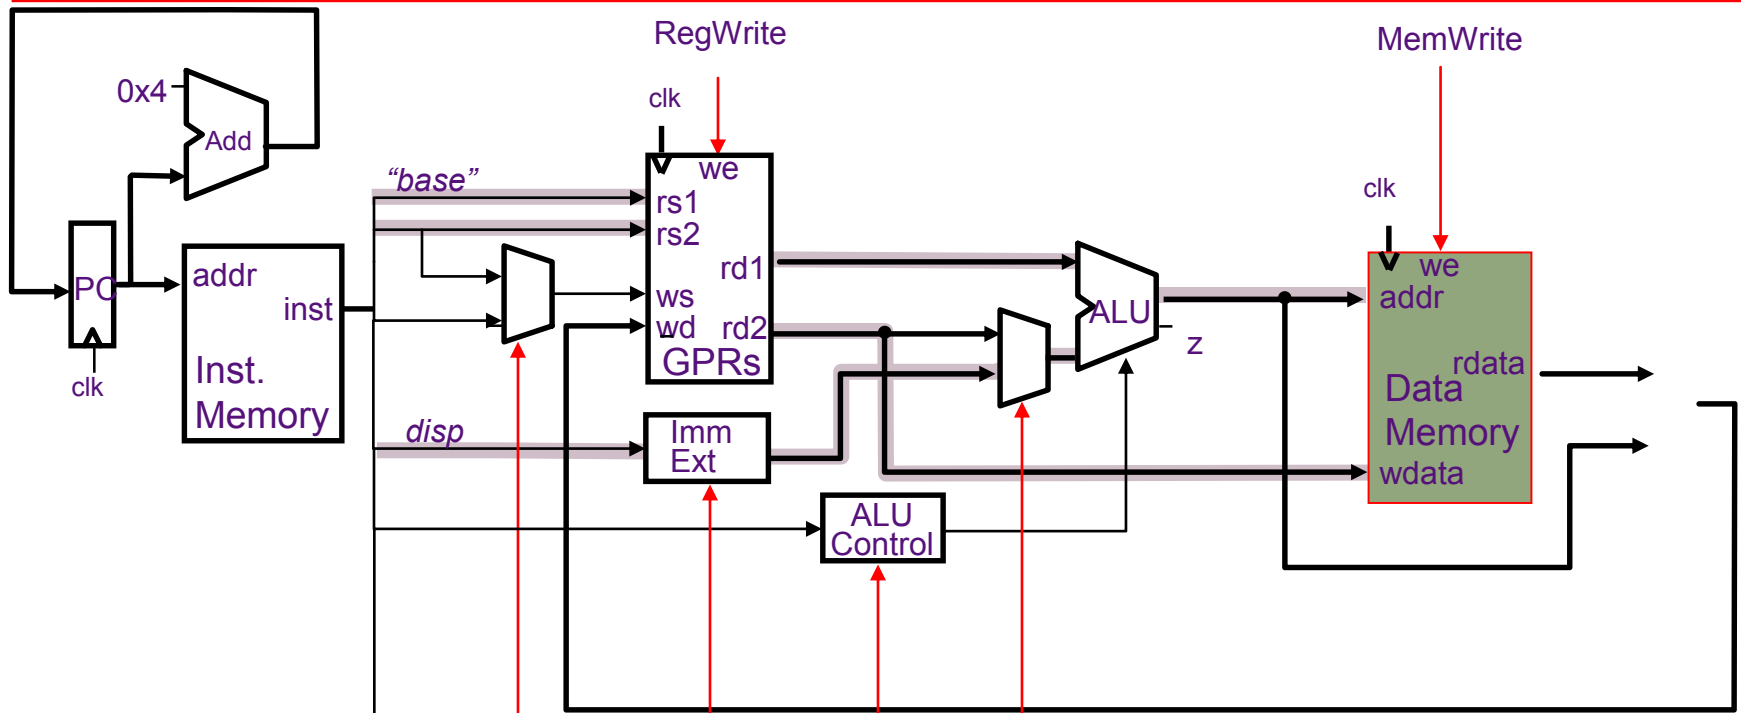 RegWrite
MemWrite
0x4
clk
Add
"base"
we
clk
rs1
rs2
we
PC
addr
rd1
addr
inst
ws
ALU
wd
rd2
z
GPRs
rdata
Inst.
Data
clk
Memory
disp
Imm
Memory
Ext
wdata
ALU
Control